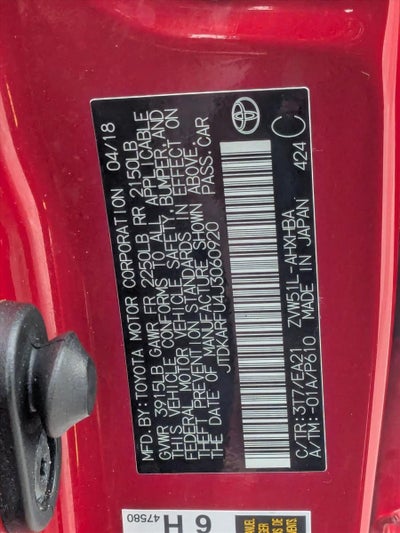 MFD.BY:TOYOTA MOTOR CORPORATION 04/18
GVWR 3915LB GAWR FR 2250LB RR 2150LB
THIS VEHICLE CONFORMS TO ALL APPLICABLE
FEDERAL MOTOR VEHICLE SAFETY, BUMPER, AND
THEFT PREVENTION STANDARDS IN EFFECT ON
THE DATE OF MANUFACTURE SHOWN ABOVE.
JTDKARFU4J3060920 PASS.CAR
C/TR:3T7/EA21 ZVW51L-AHXHBA
A/TM:-01A/P610 MADE IN JAPAN 424 C
TOYOTA
47580
H 6